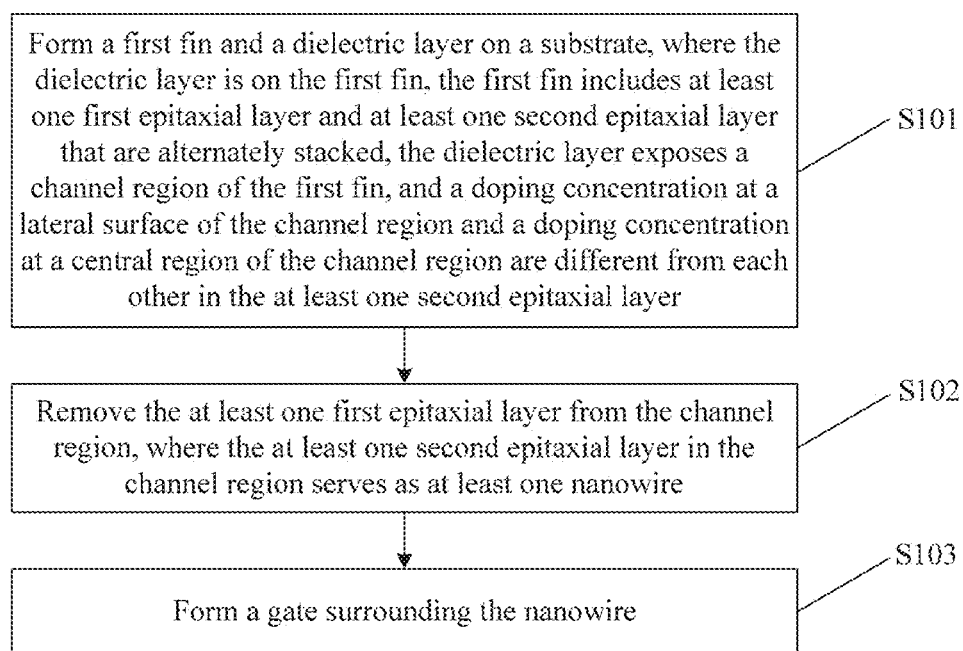 Form a first fin and a dielectric layer on a substrate, where the
dielectric layer is on the first fin, the first fin includes at least
one first epitaxial layer and at least one second epitaxial layer
that are alternately stacked, the dielectric layer exposes a
channel region of the first fin, and a doping concentration at a
lateral surface of the channel region and a doping concentration
at a central region of the channel region are different from each
other in the at least one second epitaxial layer
S101
Remove the at least one first epitaxial layer from the channel
region, where the at least one second epitaxial layer in the
channel region serves as at least one nanowire
S102
Form a gate surrounding the nanowire
S103